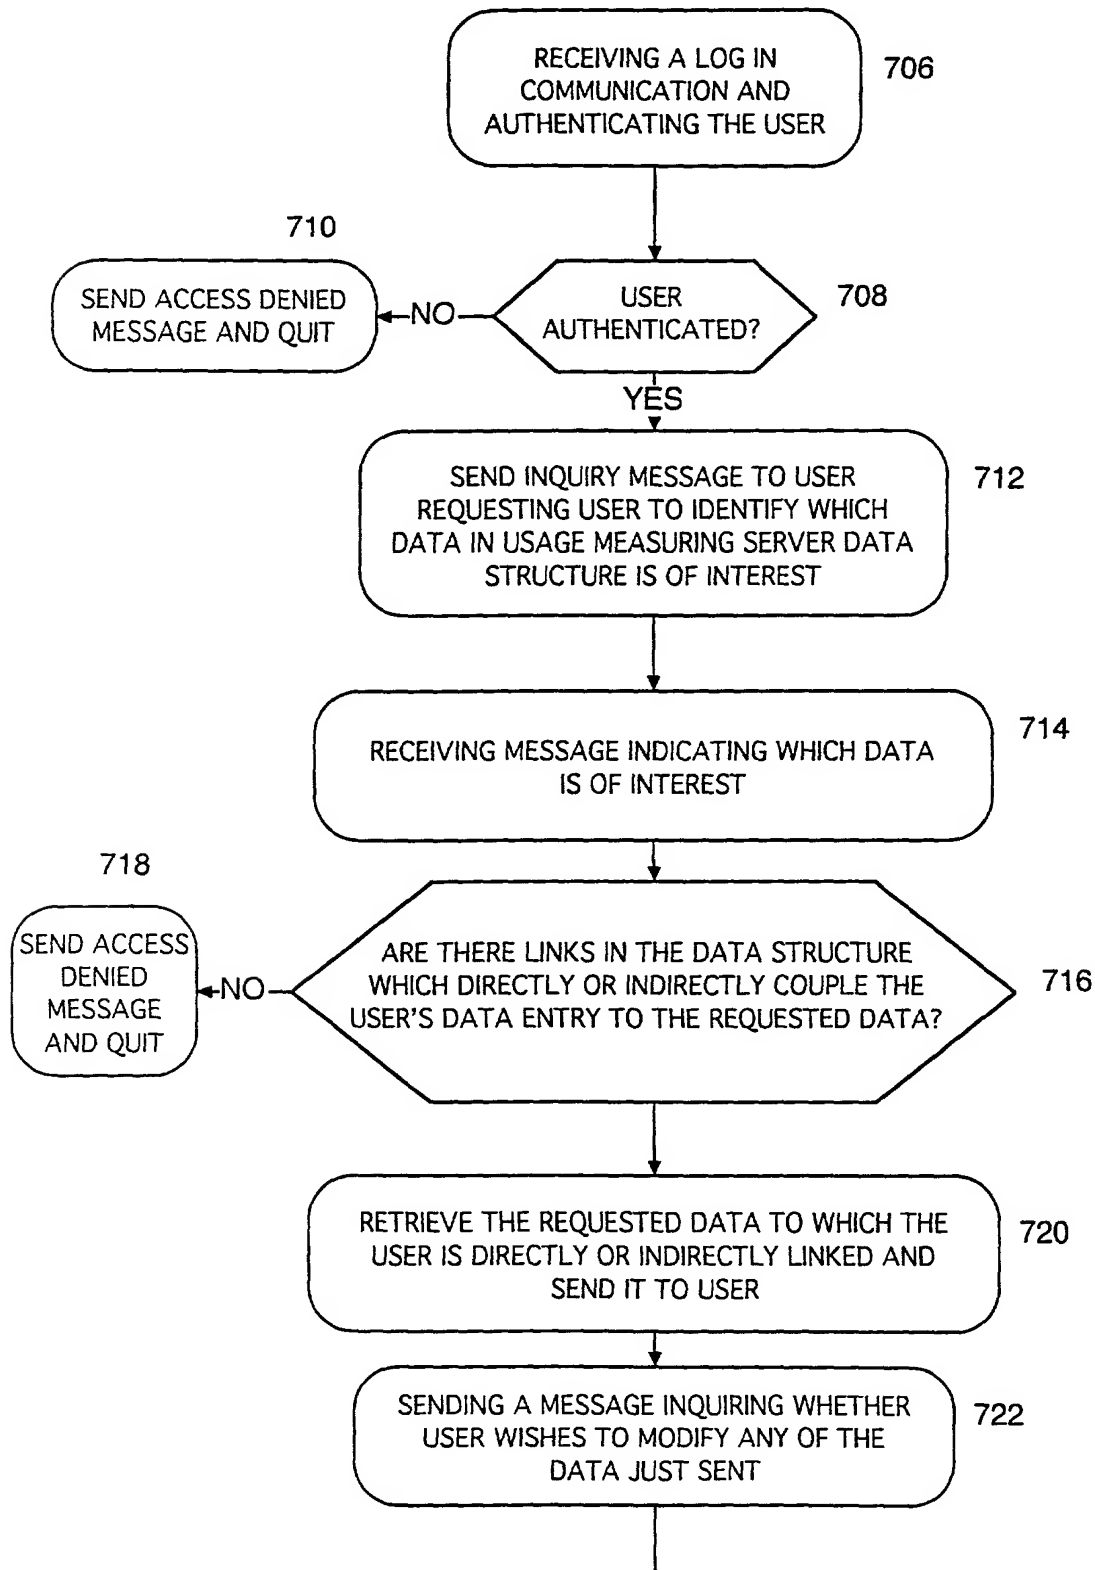 RECEIVING A LOG IN
COMMUNICATION AND
AUTHENTICATING THE USER
706
710
SEND ACCESS DENIED
MESSAGE AND QUIT
NO
USER
AUTHENTICATED?
708
YES
SEND INQUIRY MESSAGE TO USER
REQUESTING USER TO IDENTIFY WHICH
DATA IN USAGE MEASURING SERVER DATA
STRUCTURE IS OF INTEREST
712
RECEIVING MESSAGE INDICATING WHICH DATA
IS OF INTEREST
714
718
SEND ACCESS
DENIED
MESSAGE
AND QUIT
NO
ARE THERE LINKS IN THE DATA STRUCTURE
WHICH DIRECTLY OR INDIRECTLY COUPLE THE
USER'S DATA ENTRY TO THE REQUESTED DATA?
716
RETRIEVE THE REQUESTED DATA TO WHICH THE
USER IS DIRECTLY OR INDIRECTLY LINKED AND
SEND IT TO USER
720
SENDING A MESSAGE INQUIRING WHETHER
USER WISHES TO MODIFY ANY OF THE
DATA JUST SENT
722